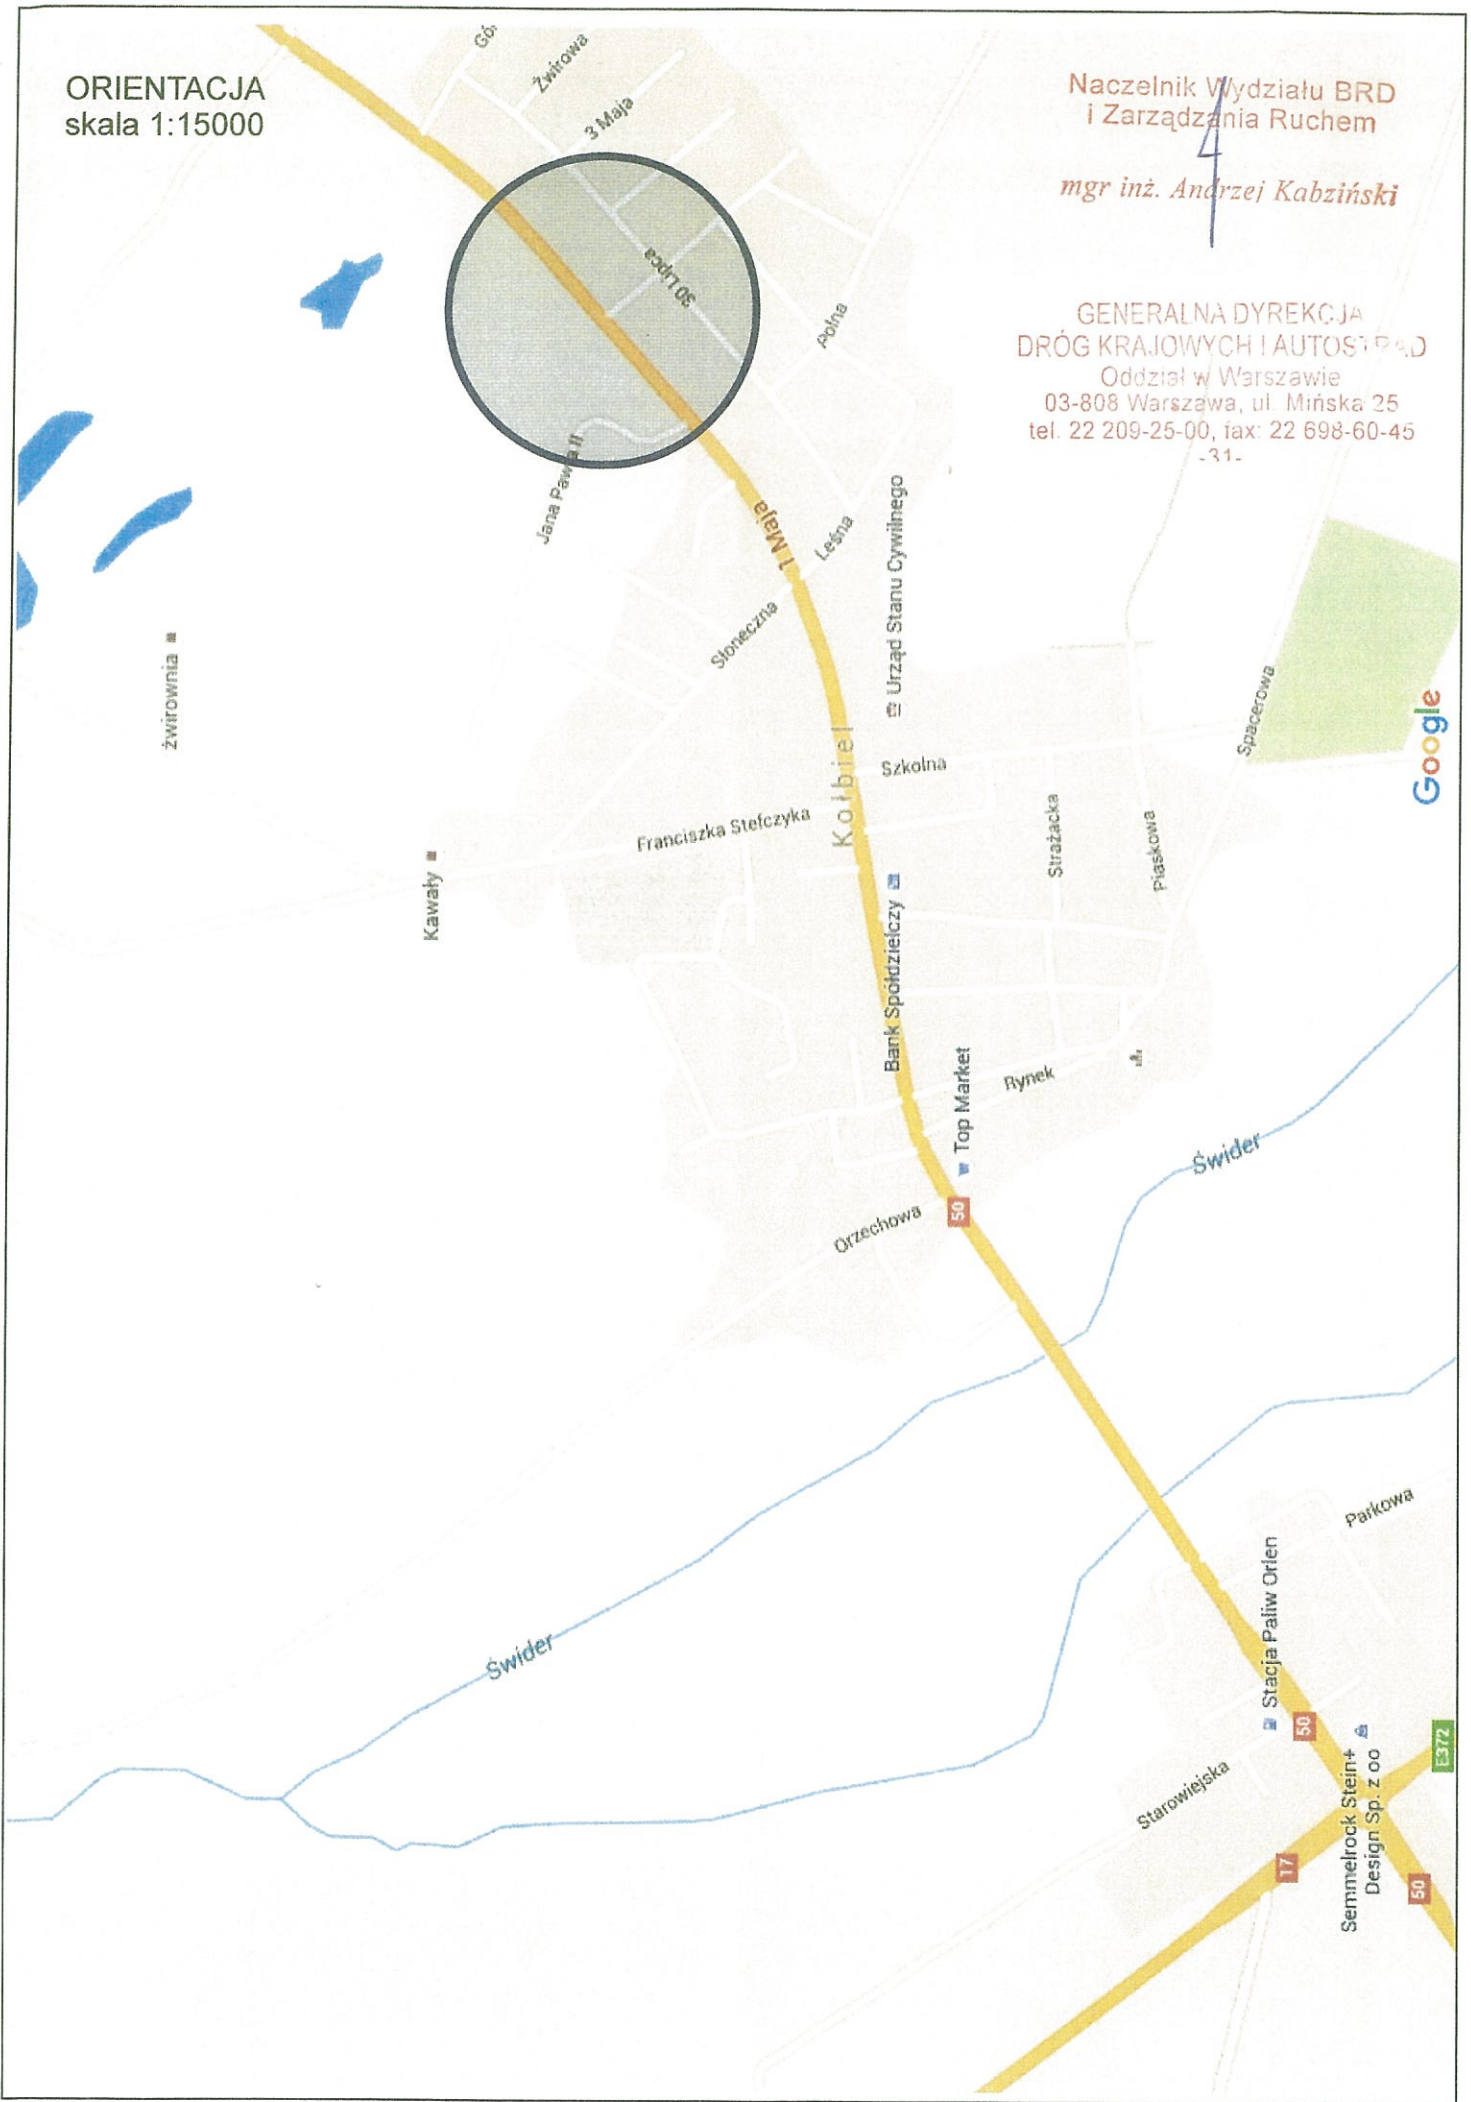 ORIENTACJA
skala 1:15000
Naczelnik Wydziału BRD
i Zarządzania Ruchem
mgr inż. Andrzej Kabziński
GENERALNA DYREKCJA
DRÓG KRAJOWYCH I AUTOSTRAD
Oddział w Warszawie
03-808 Warszawa, ul. Mińska 25
tel. 22 209-25-00, fax: 22 698-60-45
-31-
Żwirowa
3 Maja
30 Lipca
Polna
Jana Pawła II
1 Maja
Leśna
Słoneczna
Urząd Stanu Cywilnego
żwirownia
Spacerowa
Google
Kołbiel
Szkolna
Franciszka Stefczyka
Strażacka
Piaskowa
Kawały
Bank Spółdzielczy
Top Market
Rynek
Świder
Orzechowa
50
Parkowa
Świder
Stacja Paliw Orlen
50
E372
Starowiejska
Semmelrock Stein+
Design Sp. z oo
17
50